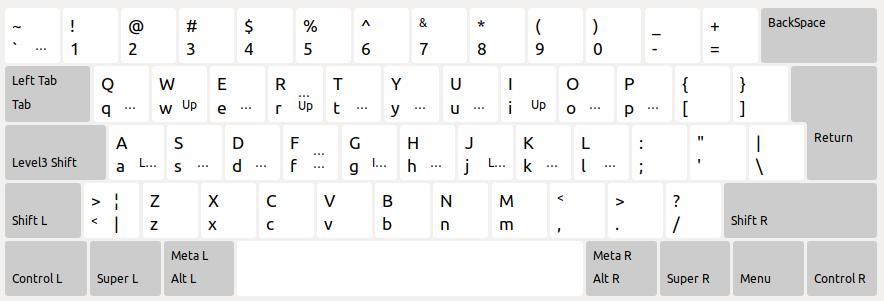 ~ ! @ # $ % ^ & * ( ) _ + BackSpace
` ... 1 2 3 4 5 6 7 8 9 0 - =
Left Tab Q W E R ... T Y U I O P { }
Tab q ... w Up e ... r Up t ... y ... u ... i Up o ... p ... [ ]
A S D F ... G H J K L : " | Return
Level3 Shift a L... s ... d ... f ... g I... h ... j L... k ... l ... ; ' \
> ¦ Z X C V B N M < > ?
Shift L < | z x c v b n m , . / Shift R
Meta L Meta R
Control L Super L Alt L Alt R Super R Menu Control R